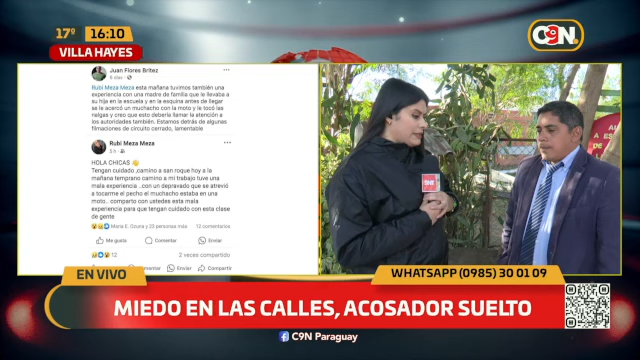 17º
16:10
VILLA HAYES
C9N
Juan Flores Britez
Rubi Meza Meza esta mañana tuvimos también una
experiencia con una madre de familia que le llevaba
a su hija en la escuela y en la esquina antes de llegar
se le acercó un muchacho con la moto y le tocó las
nalgas y creo que esto debería llamar la atención a
los autoridades también. Estamos detrás de algunas
filmaciones de circuito cerrado, lamentable
Rubi Meza Meza
HOLA CHICAS
Tengan cuidado ,camino a san roque hoy a la
mañana temprano camino a mi trabajo tuve una
mala experiencia ..con un depravado que se atrevió
a tocarme el pecho el muchacho estaba en una
moto.. comparto con ustedes esta mala
experiencia para que tengan cuidado con esta clase
de gente
12 comentarios
Me gusta
Comentar
Enviar
12
2 veces compartido
Enviar
Compartir
EN VIVO
WHATSAPP (0985) 30 01 09
MIEDO EN LAS CALLES, ACOSADOR SUELTO
C9N Paraguay